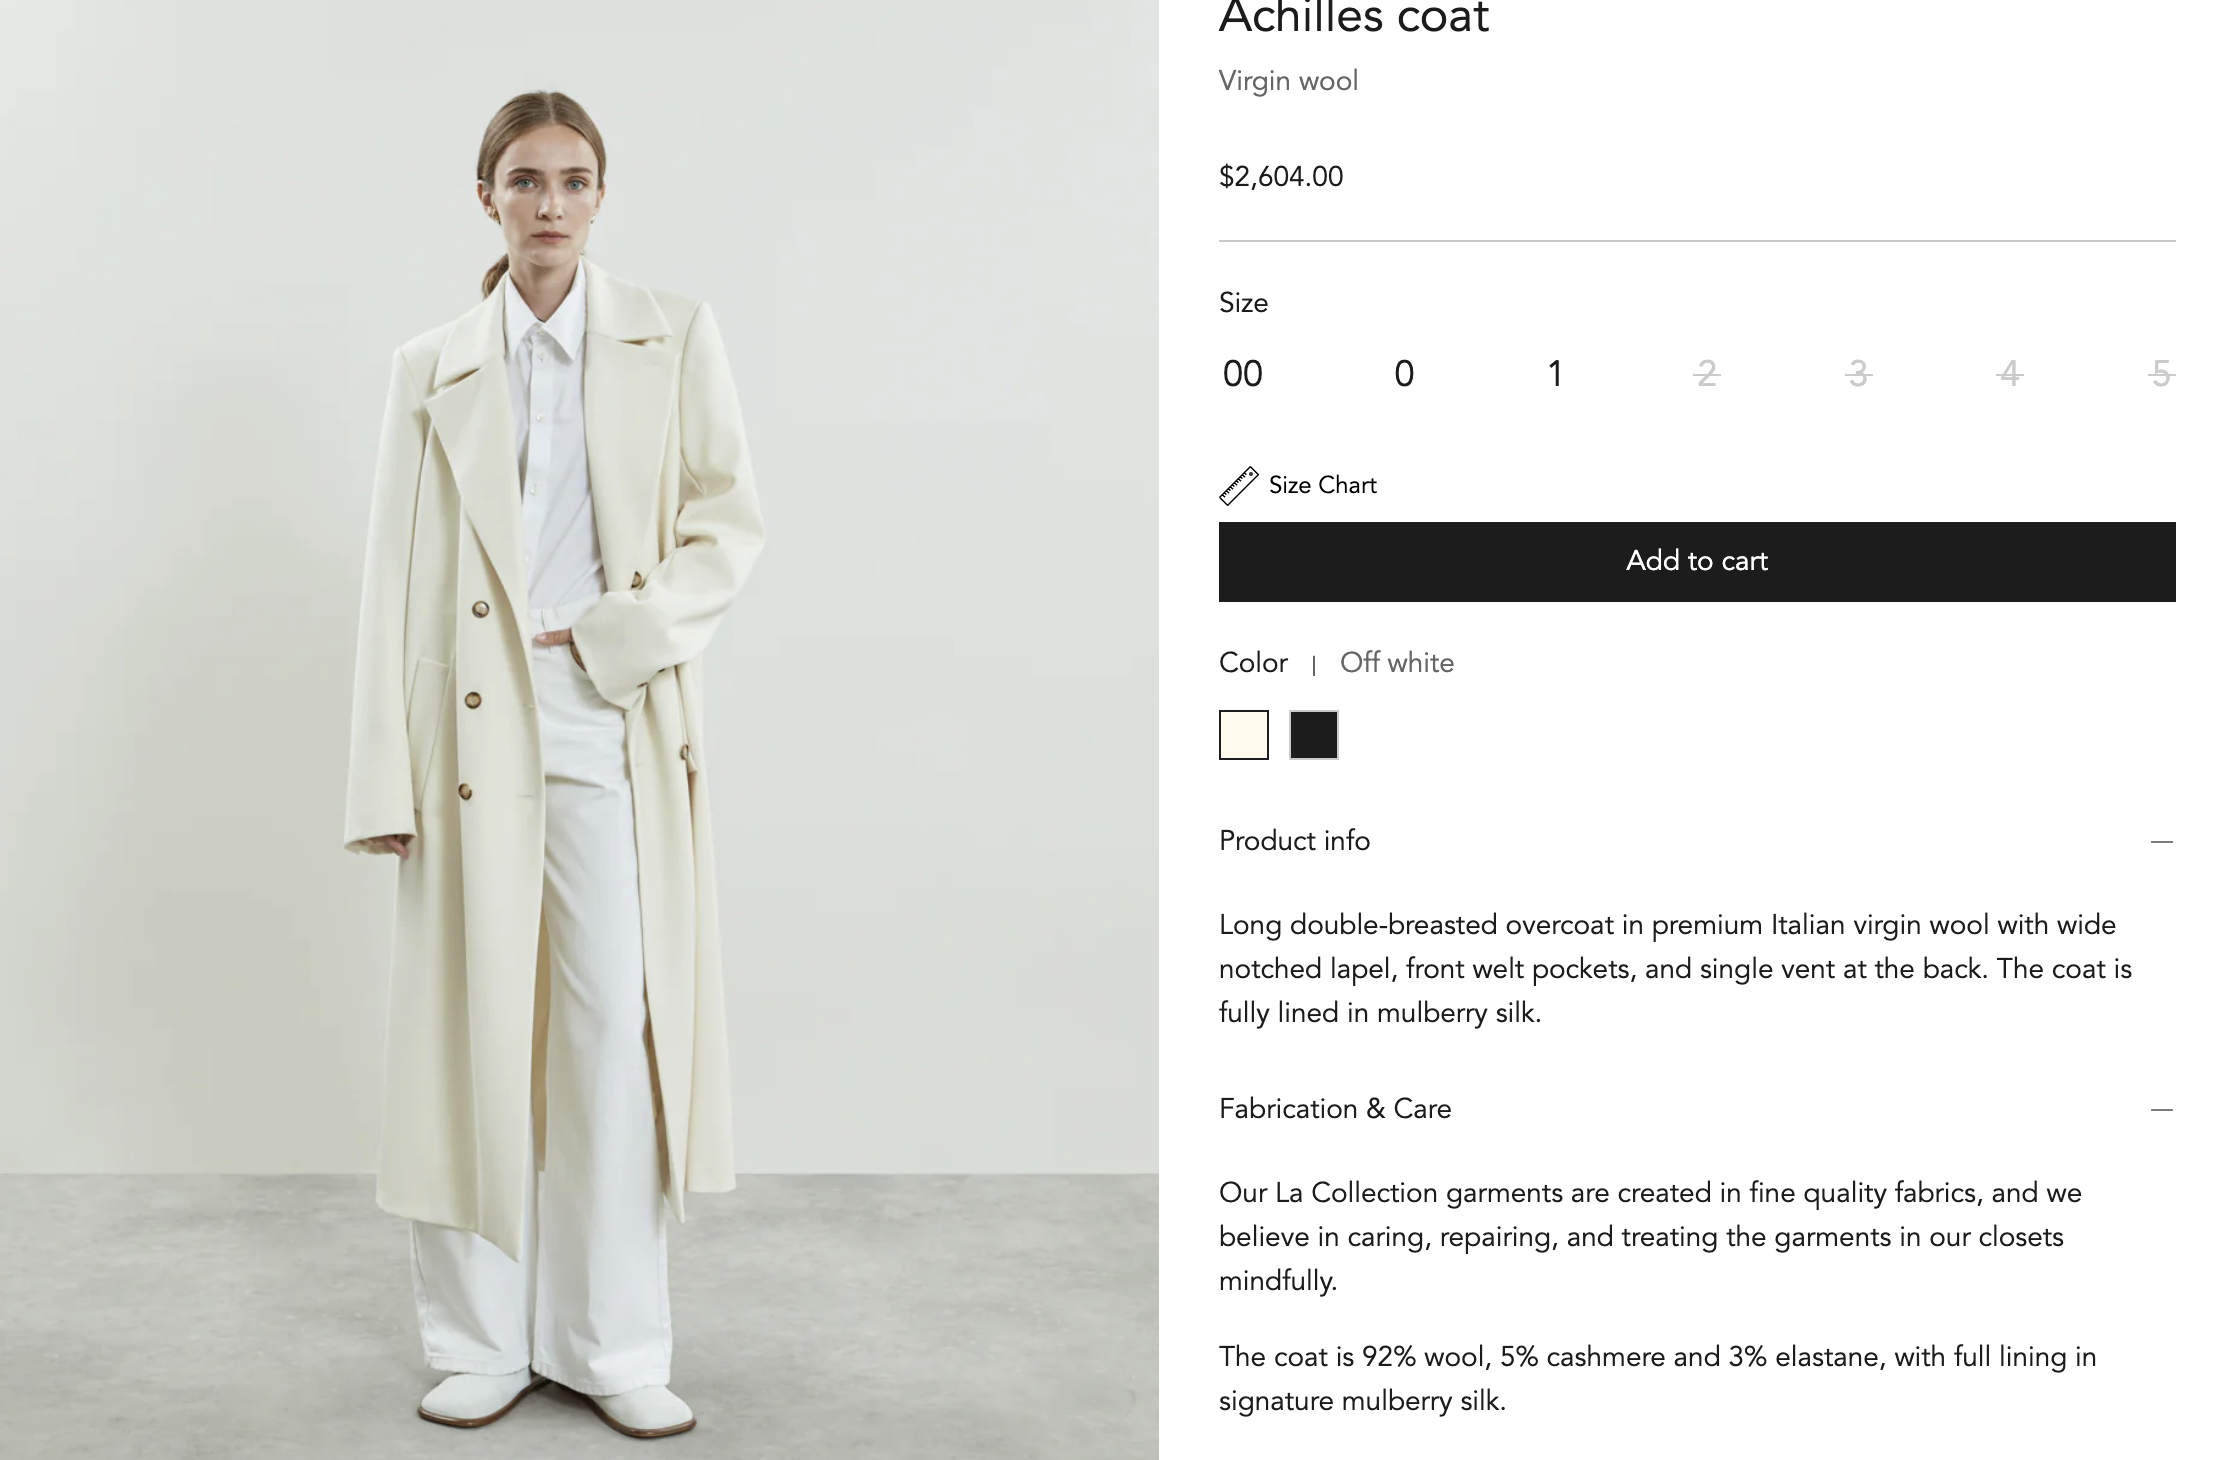 Achilles coat
Virgin wool
$2,604.00
Size
00 0 1 2 3 4 5
Size Chart
Add to cart
Color | Off white
Product info
Long double-breasted overcoat in premium Italian virgin wool with wide
notched lapel, front welt pockets, and single vent at the back. The coat is
fully lined in mulberry silk.
Fabrication & Care
Our La Collection garments are created in fine quality fabrics, and we
believe in caring, repairing, and treating the garments in our closets
mindfully.
The coat is 92% wool, 5% cashmere and 3% elastane, with full lining in
signature mulberry silk.